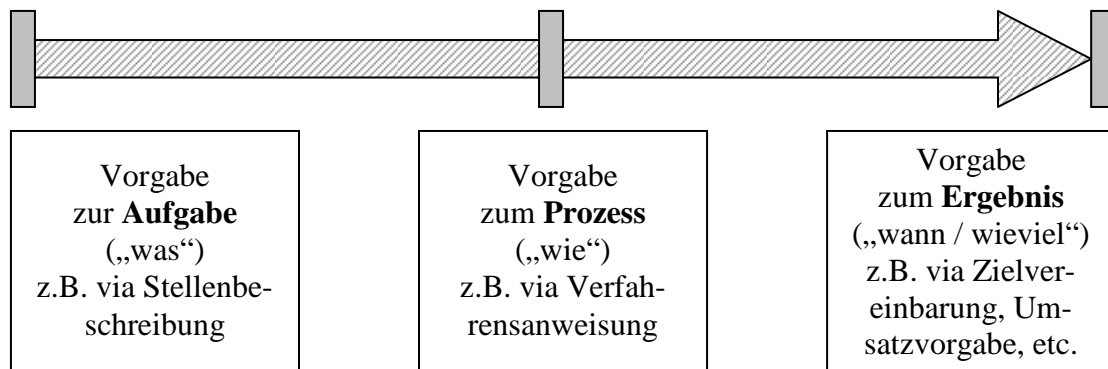 Vorgabe
zur Aufgabe
(„was“)
z.B. via Stellenbe-
schreibung
Vorgabe
zum Prozess
(„wie“)
z.B. via Verfah-
rensanweisung
Vorgabe
zum Ergebnis
(„wann / wieviel“)
z.B. via Zielver-
einbarung, Um-
satzvorgabe, etc.